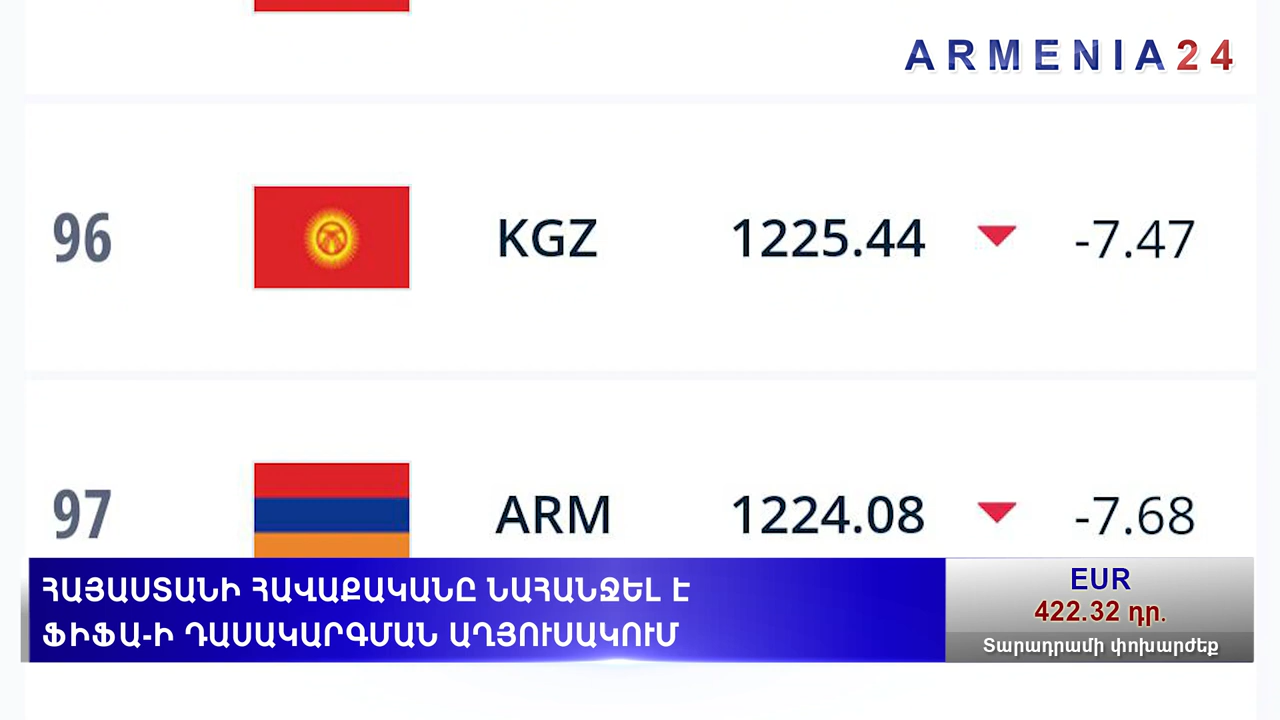 ARMENIA24
96 KGZ 1225.44 -7.47
97 ARM 1224.08 -7.68
ՀԱՅԱՍՏԱՆԻ ՀԱՎԱՔԱԿԱՆԸ ՆԱՀԱՆՋԵԼ Է
ՖԻՖԱ-Ի ԴԱՍԱԿԱՐԳՄԱՆ ԱՂՅՈՒՍԱԿՈՒՄ
EUR
422.32 դր.
Տարադրամի փոխարժեք